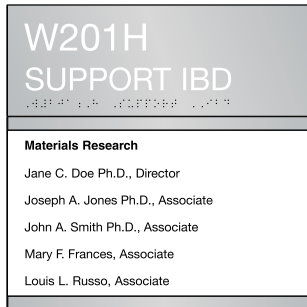 W201H
SUPPORT IBD
Materials Research
Jane C. Doe Ph.D., Director
Joseph A. Jones Ph.D., Associate
John A. Smith Ph.D., Associate
Mary F. Frances, Associate
Louis L. Russo, Associate